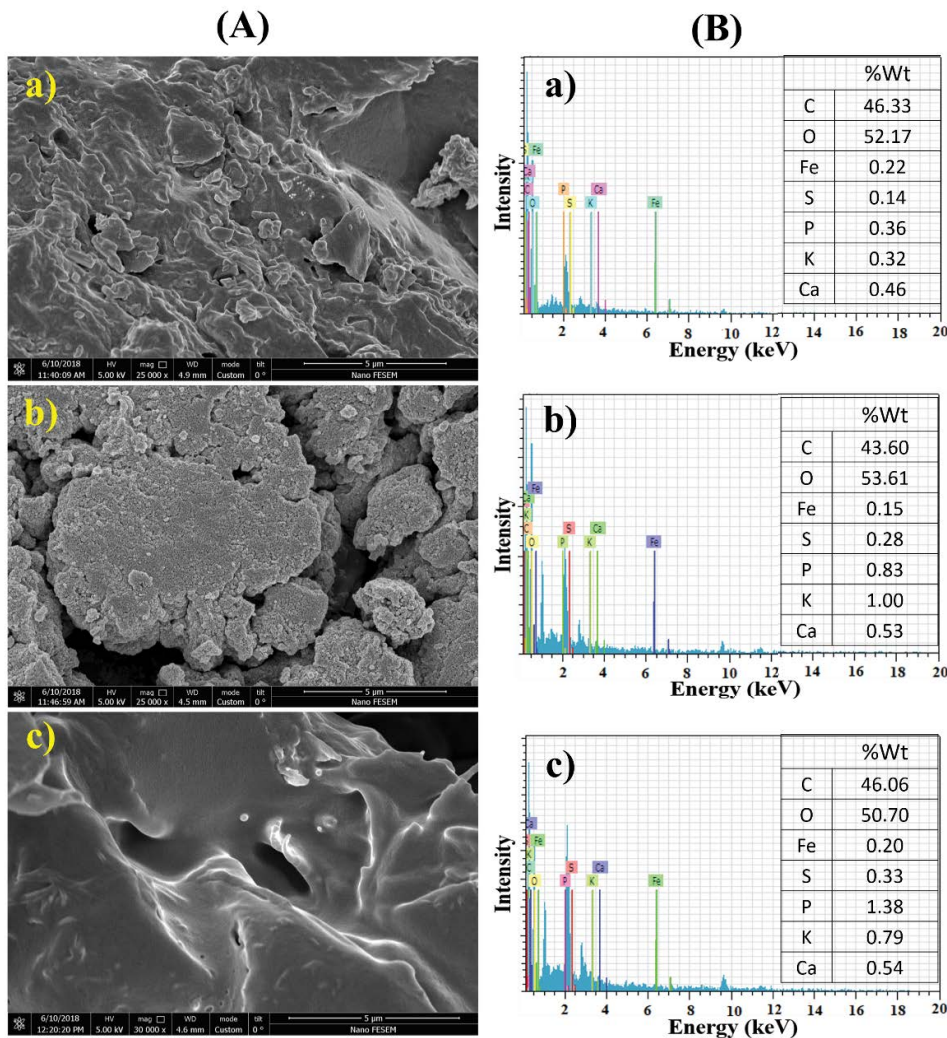 (A)
(B)
a)
6/10/2018 HV mag WD mode tilt 5 µm
11:40:09 AM 5.00 kV 25 000 x 4.9 mm Custom 0° Nano FESEM
b)
6/10/2018 HV mag WD mode tilt 5 µm
11:46:59 AM 5.00 kV 25 000 x 4.5 mm Custom 0° Nano FESEM
c)
6/10/2018 HV mag WD mode tilt 5 µm
12:20:20 PM 5.00 kV 30 000 x 4.6 mm Custom 0° Nano FESEM
a)
%Wt
C 46.33
O 52.17
Fe 0.22
S 0.14
P 0.36
K 0.32
Ca 0.46
Fe
Ca
C P Ca
O S K Fe
Intensity
2 4 6 8 10 12 14 16 18 20
Energy (keV)
b)
%Wt
C 43.60
O 53.61
Fe 0.15
S 0.28
P 0.83
K 1.00
Ca 0.53
Fe
Ca
K
C S Ca
O P K Fe
Intensity
2 4 6 8 10 12 14 16 18 20
Energy (keV)
c)
%Wt
C 46.06
O 50.70
Fe 0.20
S 0.33
P 1.38
K 0.79
Ca 0.54
Ca
Fe
K
S Ca
O P K Fe
Intensity
2 4 6 8 10 12 14 16 18 20
Energy (keV)